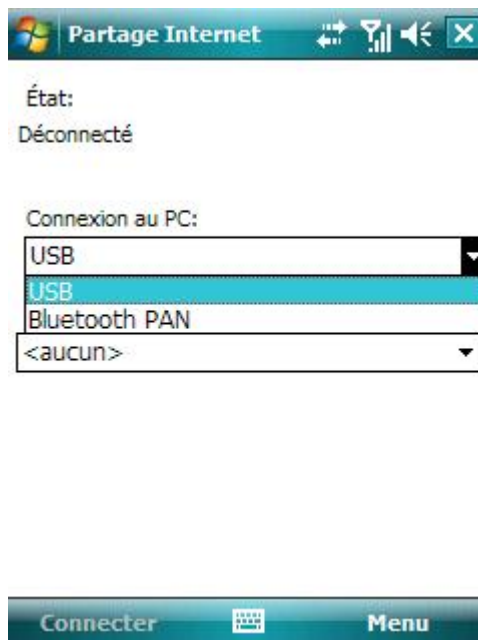 Partage Internet
État:
Déconnecté
Connexion au PC:
USB
USB
Bluetooth PAN
<aucun>
Connecter Menu